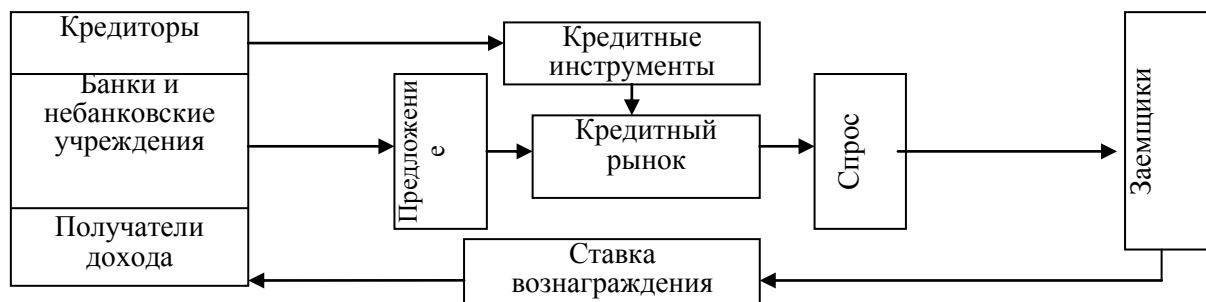 Кредиторы
Банки и
небанковские
учреждения
Получатели
дохода
Предложени
е
Кредитные
инструменты
Кредитный
рынок
Спрос
Заемщики
Ставка
вознаграждения